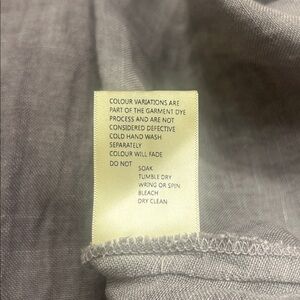 COLOUR VARIATIONS ARE
PART OF THE GARMENT DYE
PROCESS AND ARE NOT
CONSIDERED DEFECTIVE
COLD HAND WASH
SEPARATELY
COLOUR WILL FADE
DO NOT
SOAK
TUMBLE DRY
WRING OR SPIN
BLEACH
DRY CLEAN